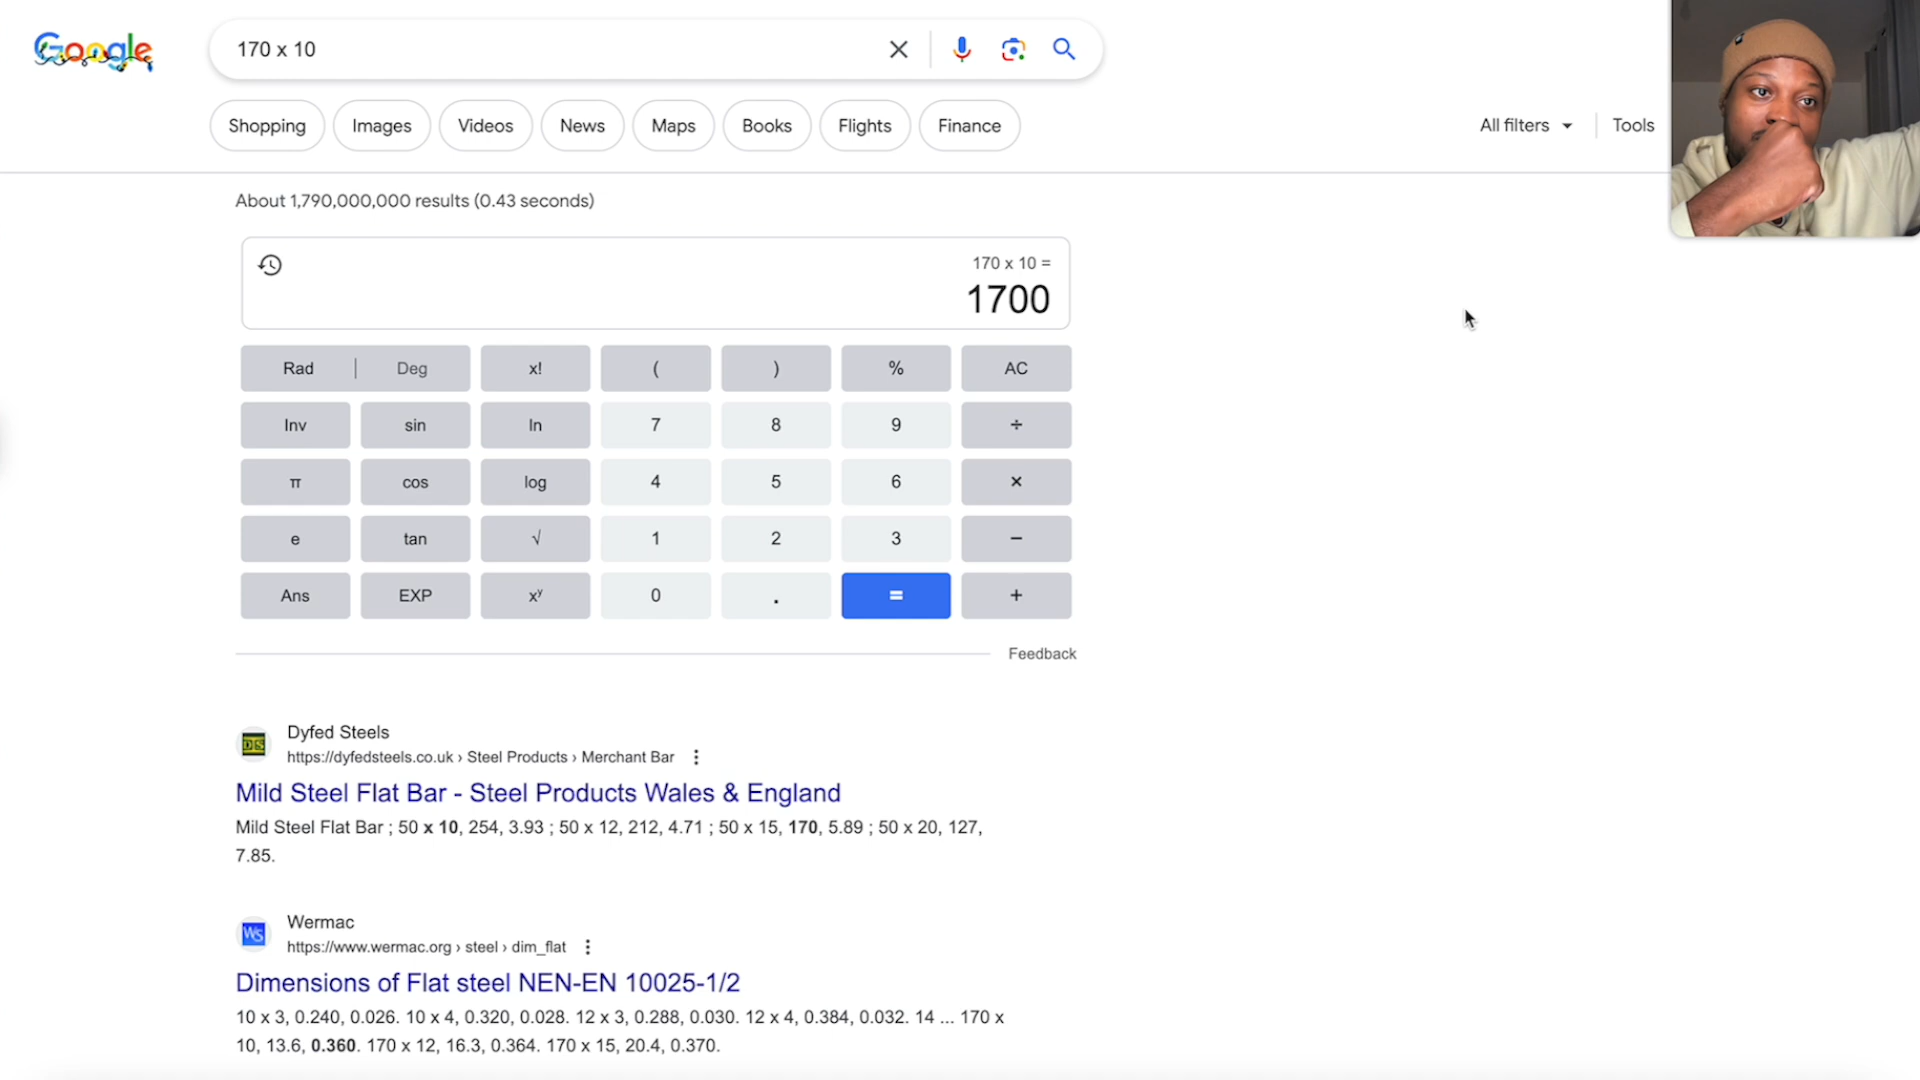 Google
170 x 10
Shopping
Images
Videos
News
Maps
Books
Flights
Finance
All filters
Tools
About 1,790,000,000 results (0.43 seconds)
170 x 10 =
1700
Rad | Deg
x!
(
)
%
AC
Inv
sin
ln
7
8
9
÷
π
cos
log
4
5
6
×
e
tan
√
1
2
3
−
Ans
EXP
xʸ
0
.
=
+
Feedback
DS
Dyfed Steels
https://dyfedsteels.co.uk › Steel Products › Merchant Bar
Mild Steel Flat Bar - Steel Products Wales & England
Mild Steel Flat Bar ; 50 x 10, 254, 3.93 ; 50 x 12, 212, 4.71 ; 50 x 15, 170, 5.89 ; 50 x 20, 127,
7.85.
WS
Wermac
https://www.wermac.org › steel › dim_flat
Dimensions of Flat steel NEN-EN 10025-1/2
10 x 3, 0.240, 0.026. 10 x 4, 0.320, 0.028. 12 x 3, 0.288, 0.030. 12 x 4, 0.384, 0.032. 14 ... 170 x
10, 13.6, 0.360. 170 x 12, 16.3, 0.364. 170 x 15, 20.4, 0.370.